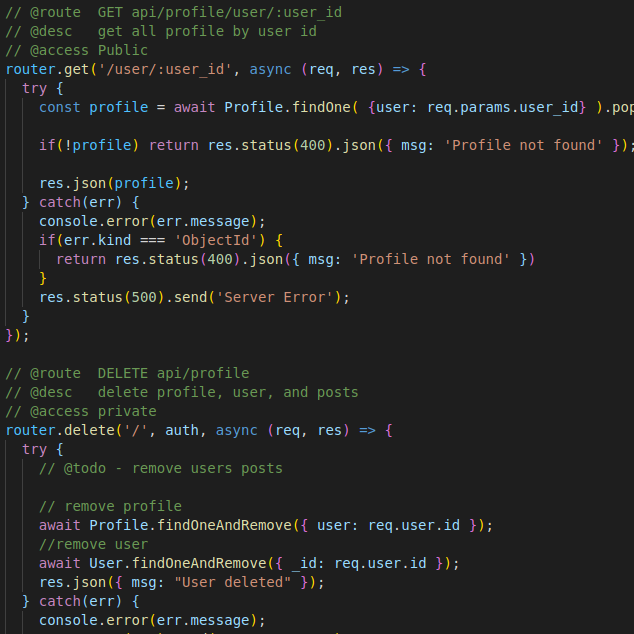 // @route  GET api/profile/user/:user_id
// @desc   get all profile by user id
// @access Public
router.get('/user/:user_id', async (req, res) => {
  try {
    const profile = await Profile.findOne( {user: req.params.user_id} ).pop
    if(!profile) return res.status(400).json({ msg: 'Profile not found' });
    res.json(profile);
  } catch(err) {
    console.error(err.message);
    if(err.kind === 'ObjectId') {
      return res.status(400).json({ msg: 'Profile not found' })
    }
    res.status(500).send('Server Error');
  }
});
// @route  DELETE api/profile
// @desc   delete profile, user, and posts
// @access private
router.delete('/', auth, async (req, res) => {
  try {
    // @todo - remove users posts
    // remove profile
    await Profile.findOneAndRemove({ user: req.user.id });
    //remove user
    await User.findOneAndRemove({ _id: req.user.id });
    res.json({ msg: "User deleted" });
  } catch(err) {
    console.error(err.message);